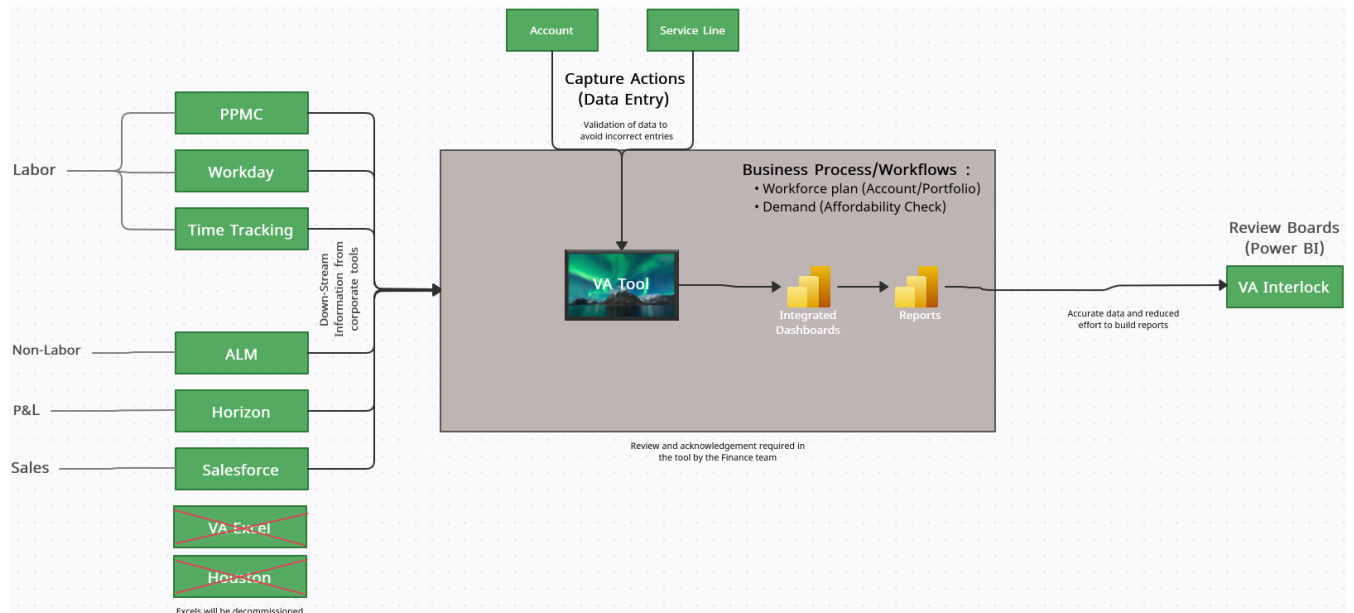 Account
Service Line
Capture Actions
(Data Entry)
Validation of data to
avoid incorrect entries
Labor
PPMC
Workday
Time Tracking
Down-Stream
Information from
corporate tools
Non-Labor
ALM
P&L
Horizon
Sales
Salesforce
VA Excel
Houston
Excels will be decommissioned
Business Process/Workflows :
• Workforce plan (Account/Portfolio)
• Demand (Affordability Check)
VA Tool
Integrated
Dashboards
Reports
Review and acknowledgement required in
the tool by the Finance team
Accurate data and reduced
effort to build reports
Review Boards
(Power BI)
VA Interlock